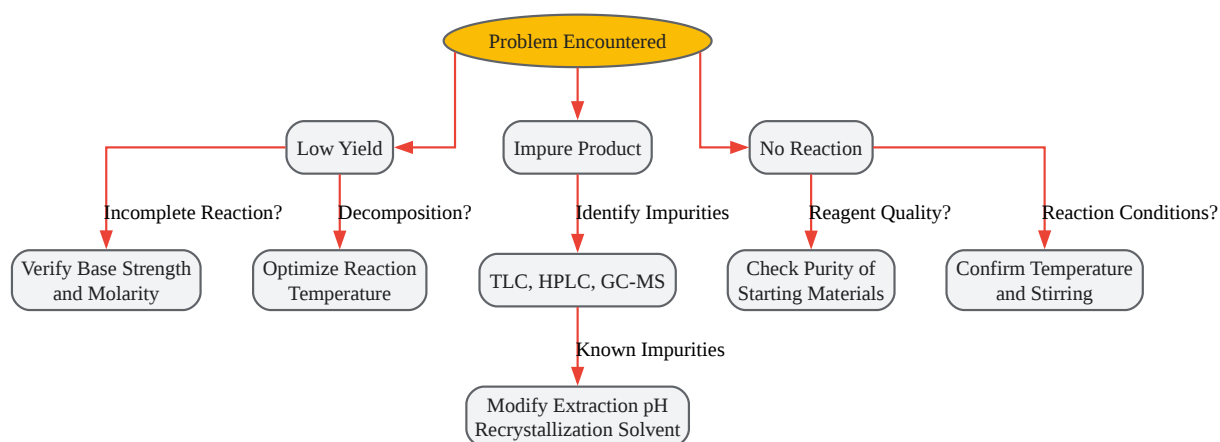 Problem Encountered
Low Yield
Impure Product
No Reaction
Incomplete Reaction?
Decomposition?
Identify Impurities
Reagent Quality?
Reaction Conditions?
Verify Base Strength
and Molarity
Optimize Reaction
Temperature
TLC, HPLC, GC-MS
Check Purity of
Starting Materials
Confirm Temperature
and Stirring
Known Impurities
Modify Extraction pH
Recrystallization Solvent